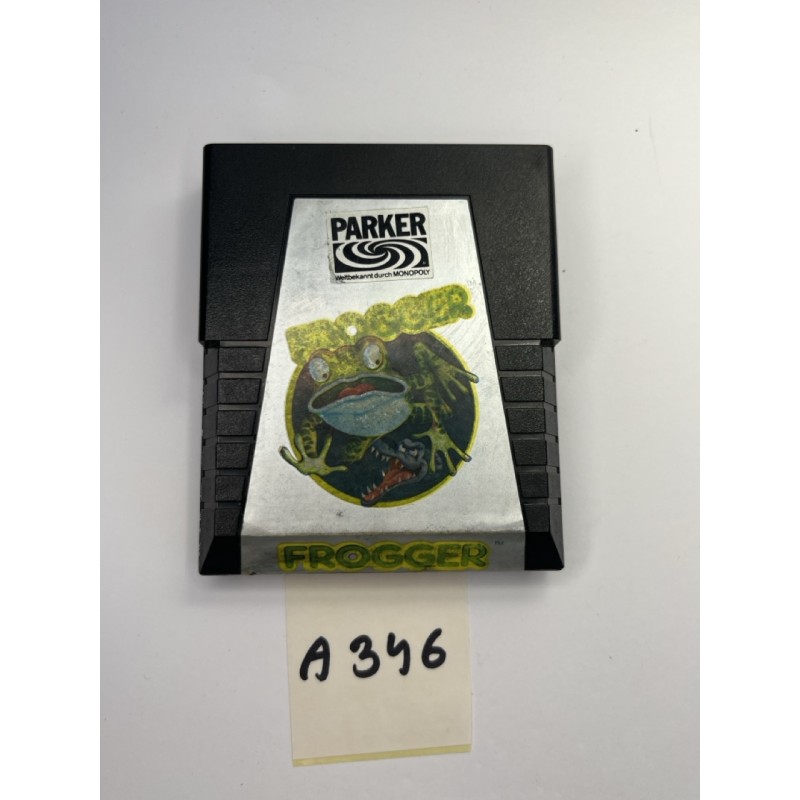 PARKER
Weltbekannt durch MONOPOLY
FROGGER
FROGGER
A346